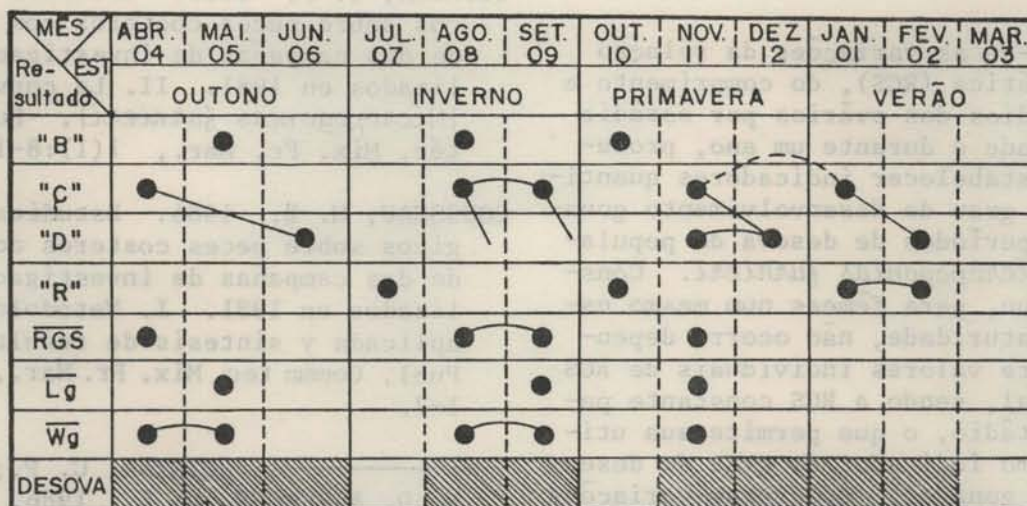 MÊS ABR. MAI. JUN. JUL. AGO. SET. OUT. NOV. DEZ JAN. FEV. MAR.
EST 04 05 06 07 08 09 10 11 12 01 02 03
Re-
sultado OUTONO INVERNO PRIMAVERA VERÃO
"B"
"C"
"D"
"R"
RGS
Lg
Wg
DESOVA